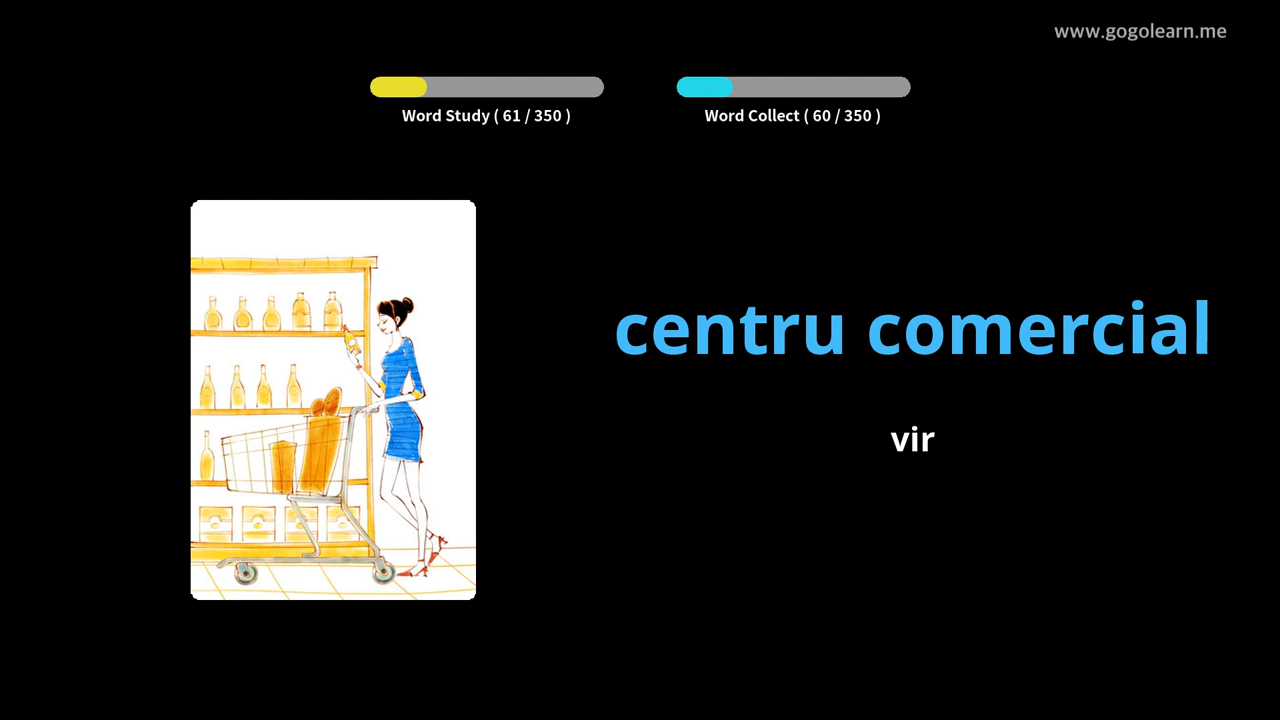 www.gogolearn.me
Word Study ( 61 / 350 )
Word Collect ( 60 / 350 )
centru comercial
vir